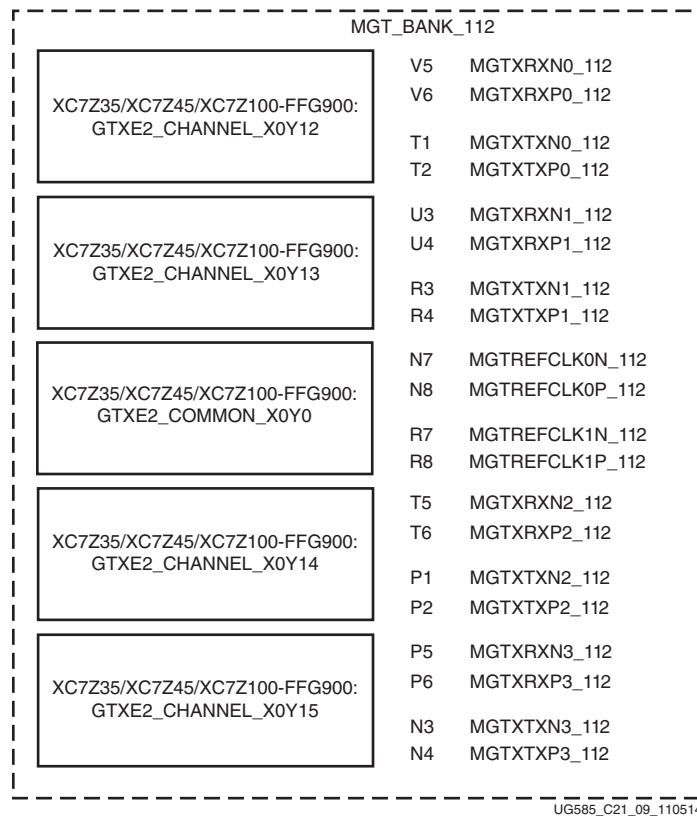 MGT_BANK_112
XC7Z35/XC7Z45/XC7Z100-FFG900:
GTXE2_CHANNEL_X0Y12
V5 MGTXRXN0_112
V6 MGTXRXP0_112
T1 MGTXTXN0_112
T2 MGTXTXP0_112
XC7Z35/XC7Z45/XC7Z100-FFG900:
GTXE2_CHANNEL_X0Y13
U3 MGTXRXN1_112
U4 MGTXRXP1_112
R3 MGTXTXN1_112
R4 MGTXTXP1_112
XC7Z35/XC7Z45/XC7Z100-FFG900:
GTXE2_COMMON_X0Y0
N7 MGTREFCLK0N_112
N8 MGTREFCLK0P_112
R7 MGTREFCLK1N_112
R8 MGTREFCLK1P_112
XC7Z35/XC7Z45/XC7Z100-FFG900:
GTXE2_CHANNEL_X0Y14
T5 MGTXRXN2_112
T6 MGTXRXP2_112
P1 MGTXTXN2_112
P2 MGTXTXP2_112
XC7Z35/XC7Z45/XC7Z100-FFG900:
GTXE2_CHANNEL_X0Y15
P5 MGTXRXN3_112
P6 MGTXRXP3_112
N3 MGTXTXN3_112
N4 MGTXTXP3_112
UG585_C21_09_110514